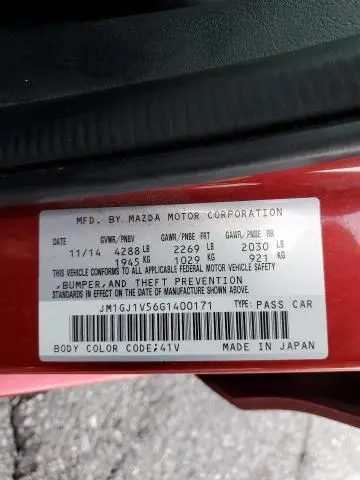 MFD. BY MAZDA MOTOR CORPORATION
GVWR/PNBV GAWR/PNBE FRT GAWR/PNBE RR
11/14 4288 LB 2269 LB 2030 LB
1945 KG 1029 KG 921 KG
THIS VEHICLE CONFORMS TO ALL APPLICABLE FEDERAL MOTOR VEHICLE SAFETY
,BUMPER,AND THEFT PREVENTION
STANDARDS IN EFFECT ON THE DATE OF MANUFACTURE SHOWN ABOVE.
JM1GJ1V56G1400171 TYPE: PASS CAR
BODY COLOR CODE:41V MADE IN JAPAN